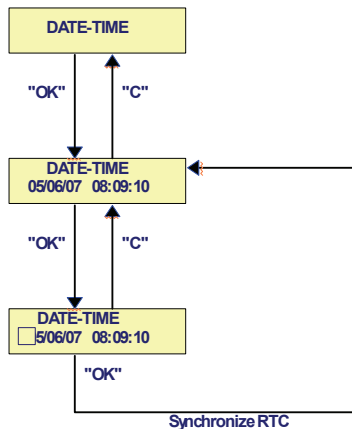 DATE-TIME
"OK" "C"
DATE-TIME
05/06/07 08:09:10
"OK" "C"
DATE-TIME
5/06/07 08:09:10
"OK"
Synchronize RTC